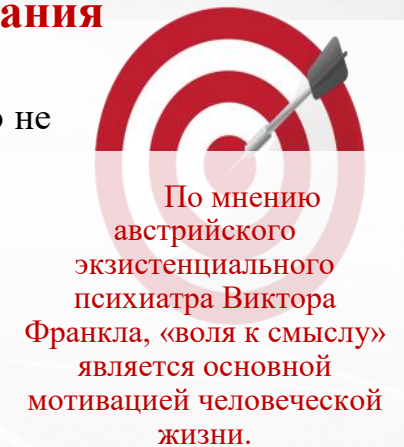 ания
не
По мнению
австрийского
экзистенциального
психиатра Виктора
Франкла, «воля к смыслу»
является основной
мотивацией человеческой
жизни.